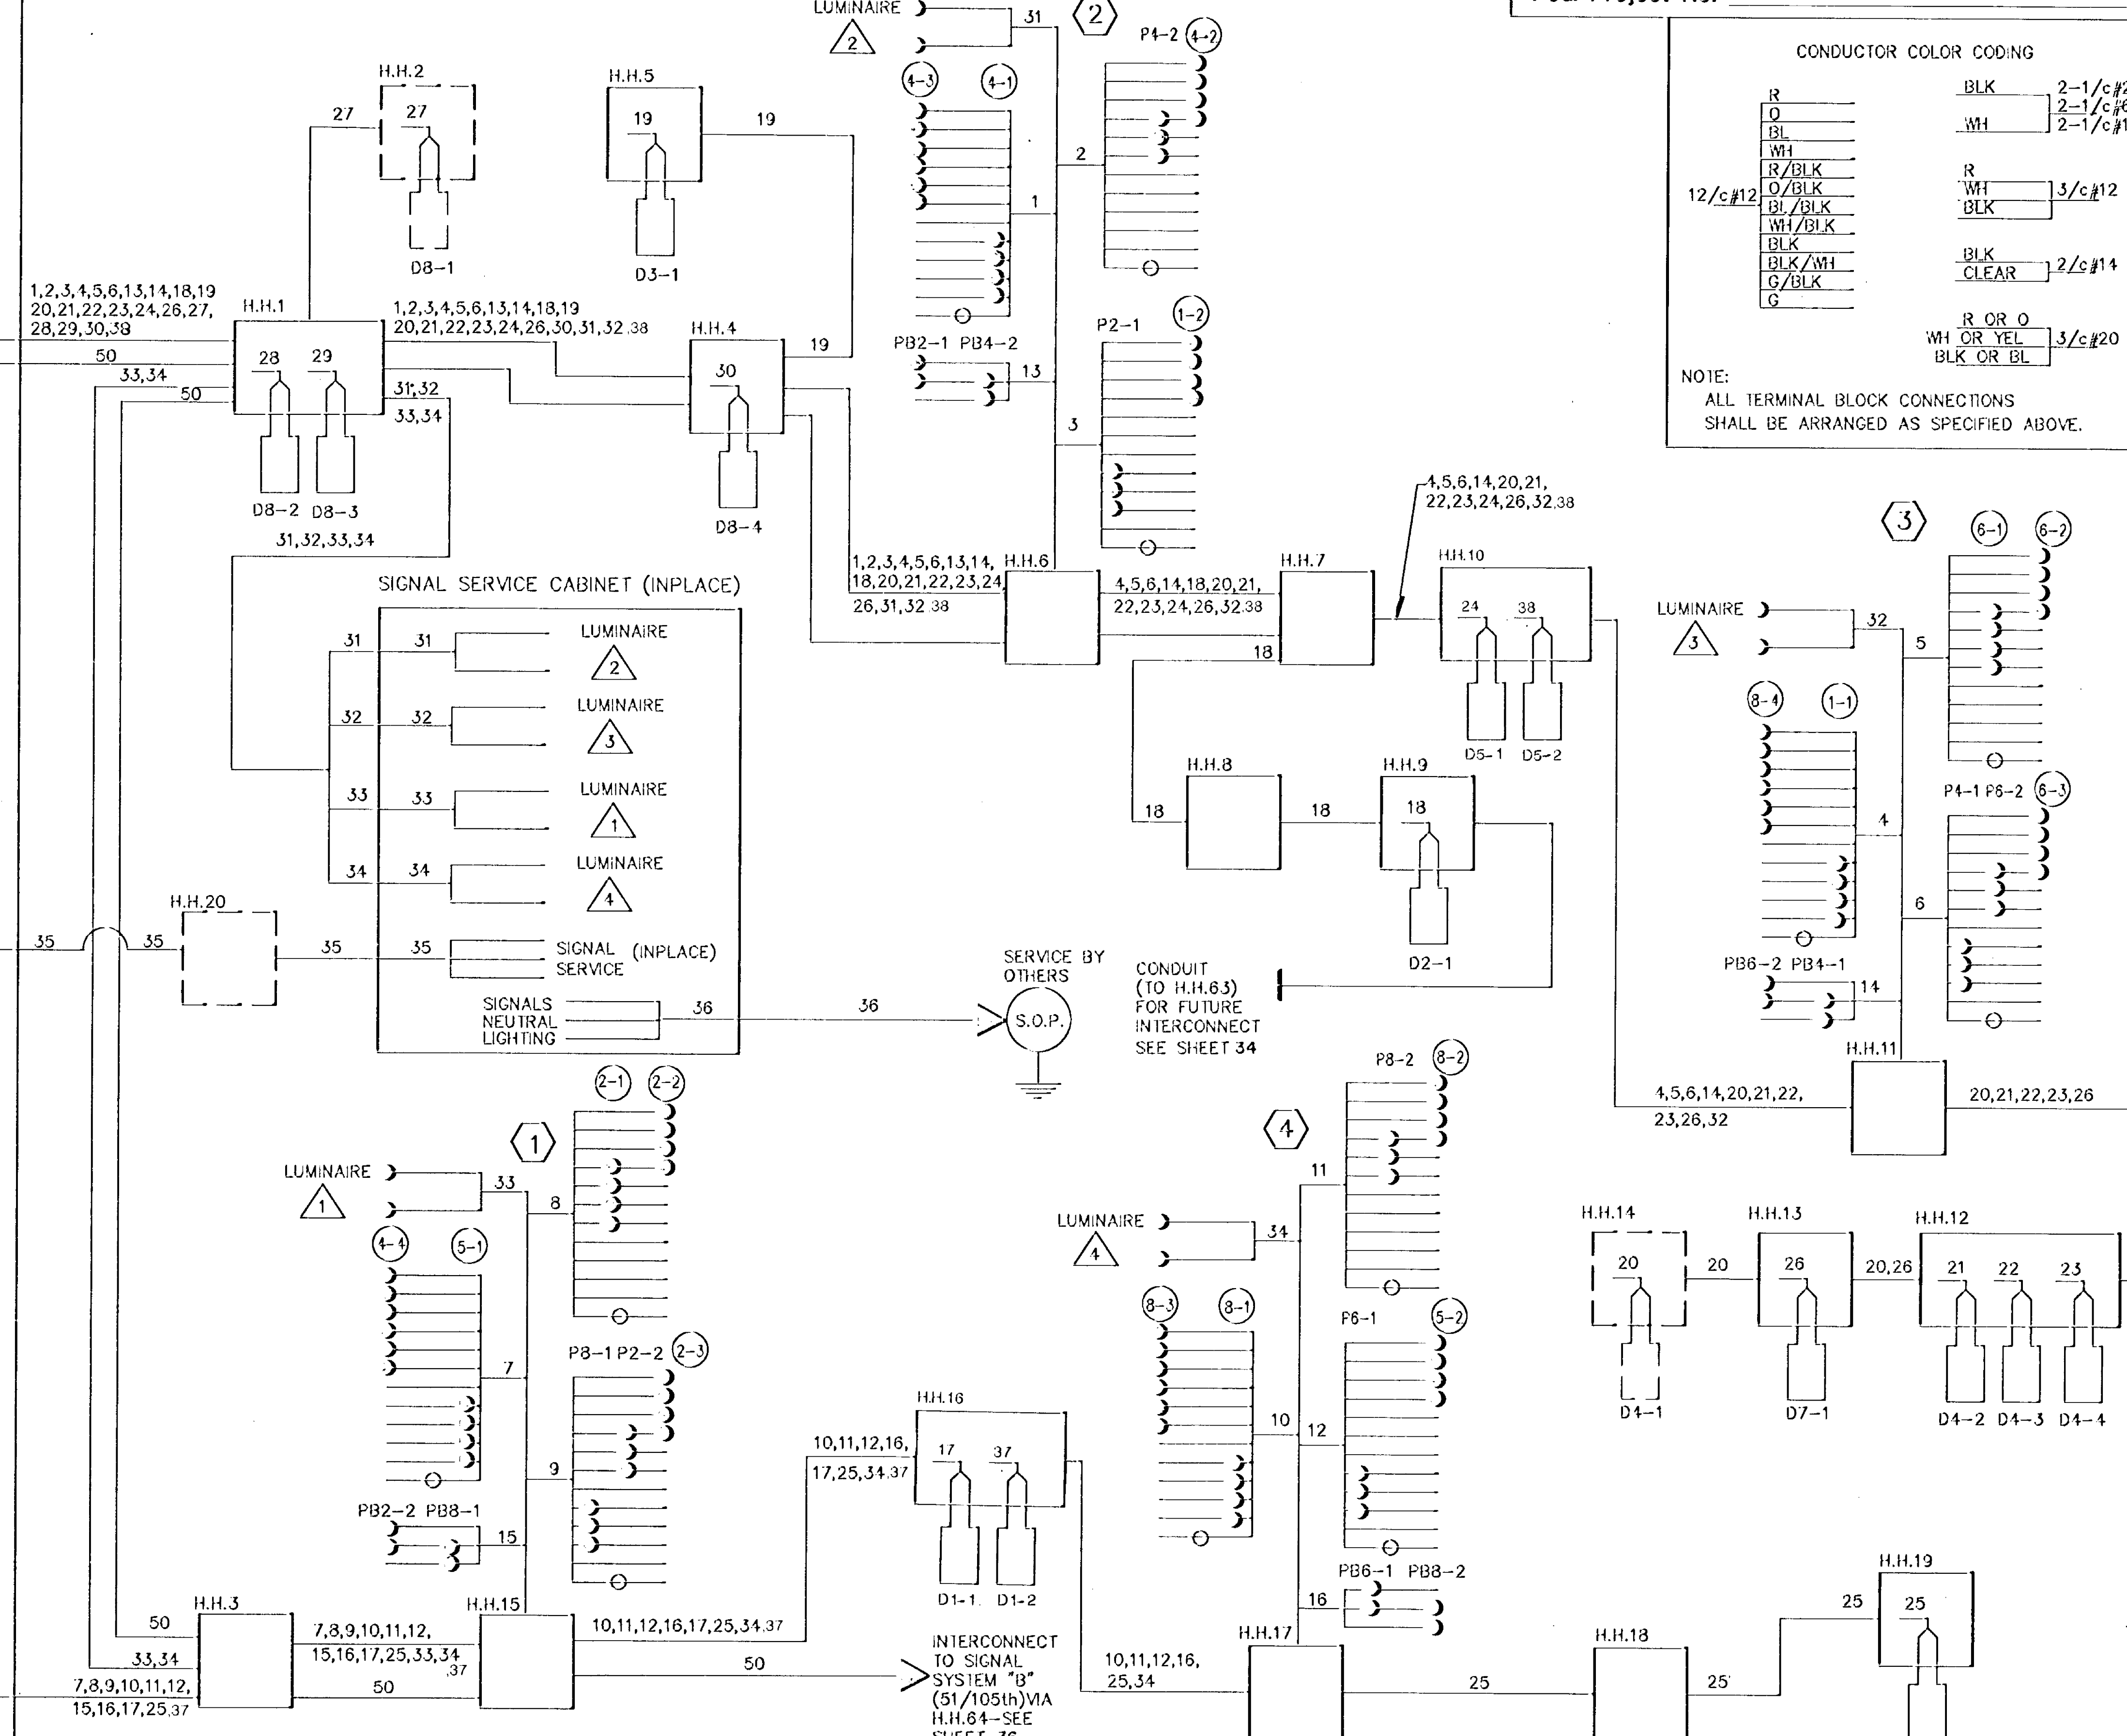 LUMINAIRE
2
31
2
P4-2
4-2
4-3
4-1
H.H.2
27
27
D8-1
H.H.5
19
19
D3-1
2
1
CONDUCTOR COLOR CODING
R
O
BL
WH
R/BLK
O/BLK
BL/BLK
WH/BLK
BLK
BLK/WH
G/BLK
G
12/c#12
BLK
WH
2-1/c#2
2-1/c#6
2-1/c#1
R
WH
BLK
3/c#12
BLK
CLEAR
2/c#14
R OR O
WH OR YEL
BLK OR BL
3/c#20
NOTE:
ALL TERMINAL BLOCK CONNECTIONS
SHALL BE ARRANGED AS SPECIFIED ABOVE.
1,2,3,4,5,6,13,14,18,19
20,21,22,23,24,26,27,
28,29,30,38
50
33,34
50
H.H.1
28
29
D8-2
D8-3
1,2,3,4,5,6,13,14,18,19
20,21,22,23,24,26,30,31,32.38
31,32
33,34
31,32,33,34
H.H.4
30
D8-4
19
PB2-1 PB4-2
13
P2-1
1-2
3
1,2,3,4,5,6,13,14,
18,20,21,22,23,24,
26,31,32.38
H.H.6
4,5,6,14,18,20,21,
22,23,24,26,32.38
H.H.7
18
4,5,6,14,20,21,
22,23,24,26,32,38
H.H.10
24
38
D5-1
D5-2
SIGNAL SERVICE CABINET (INPLACE)
31
31
LUMINAIRE
2
32
32
LUMINAIRE
3
33
33
LUMINAIRE
1
34
34
LUMINAIRE
4
35
35
SIGNAL (INPLACE)
SERVICE
SIGNALS
NEUTRAL
LIGHTING
36
36
H.H.20
35
35
SERVICE BY
OTHERS
S.O.P.
CONDUIT
(TO H.H.63)
FOR FUTURE
INTERCONNECT
SEE SHEET 34
18
H.H.8
18
H.H.9
18
D2-1
3
6-1
6-2
LUMINAIRE
3
32
5
8-4
1-1
4
P4-1 P6-2
6-3
6
PB6-2 PB4-1
14
H.H.11
4,5,6,14,20,21,22,
23,26,32
20,21,22,23,26
1
2-1
2-2
LUMINAIRE
1
33
8
4-4
5-1
7
P8-1 P2-2
2-3
9
PB2-2 PB8-1
15
H.H.3
50
33,34
7,8,9,10,11,12,
15,16,17,25,37
7,8,9,10,11,12,
15,16,17,25,33,34
,37
50
H.H.15
10,11,12,16,17,25,34.37
50
INTERCONNECT
TO SIGNAL
SYSTEM "B"
(51/105th)VIA
H.H.64-SEE
10,11,12,16,
17,25,34.37
H.H.16
17
37
D1-1
D1-2
10,11,12,16,
25,34
4
P8-2
8-2
11
LUMINAIRE
4
34
8-3
8-1
10
P6-1
5-2
12
PB6-1 PB8-2
16
H.H.17
25
H.H.18
25
25
H.H.19
25
H.H.14
20
D4-1
20
H.H.13
26
D7-1
20,26
H.H.12
21
22
23
D4-2
D4-3
D4-4